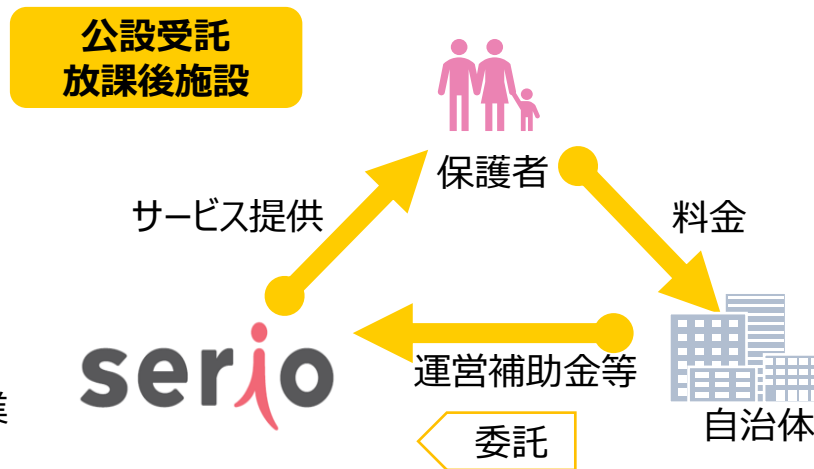 公設受託
放課後施設
保護者
サービス提供
料金
serio
運営補助金等
業
自治体
委託